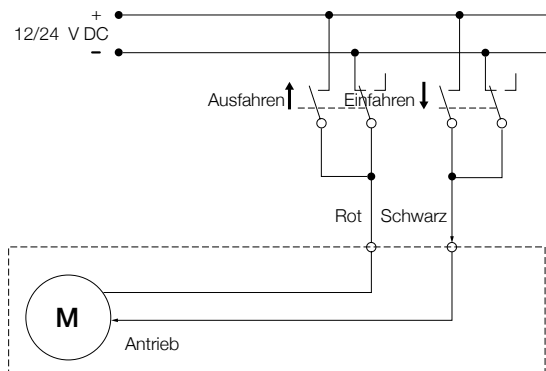 +
12/24 V DC
–
Ausfahren
Einfahren
Rot
Schwarz
M
Antrieb